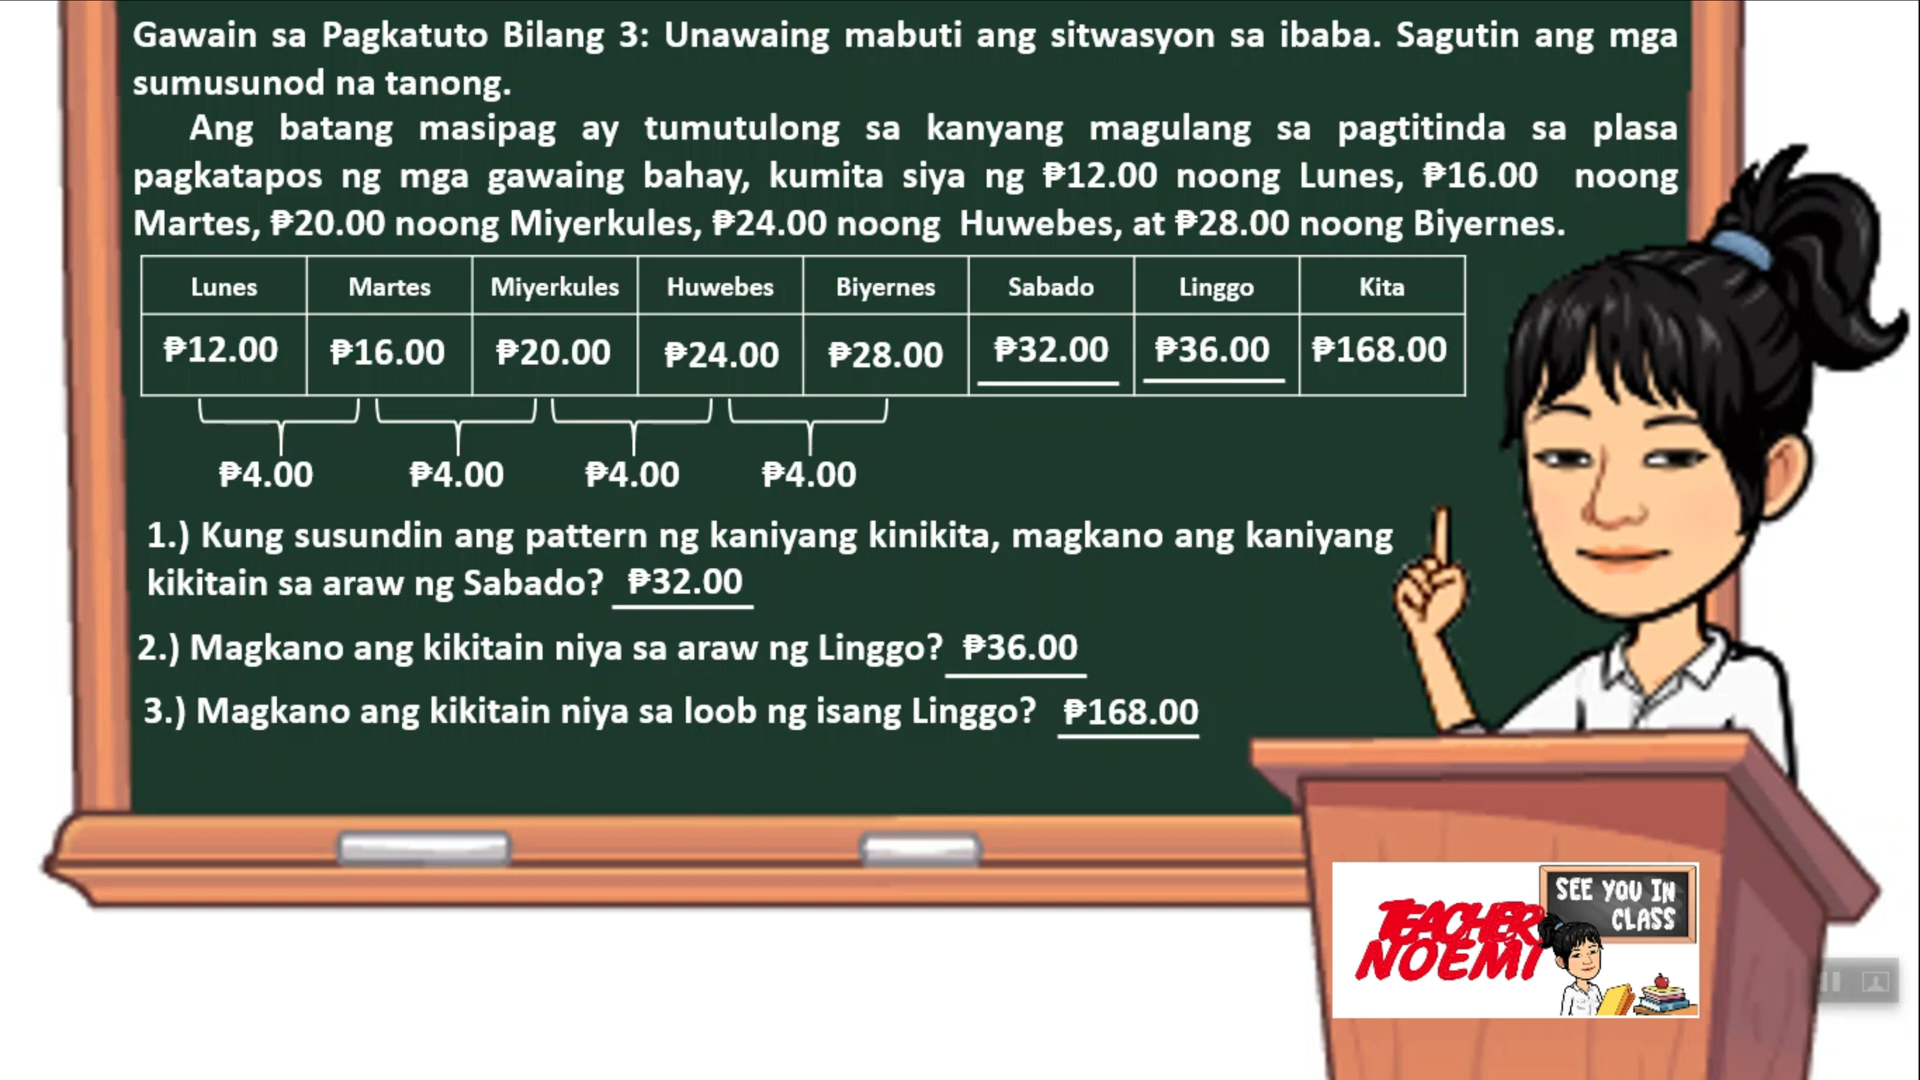 Gawain sa Pagkatuto Bilang 3: Unawaing mabuti ang sitwasyon sa ibaba. Sagutin ang mga
sumusunod na tanong.
Ang batang masipag ay tumutulong sa kanyang magulang sa pagtitinda sa plasa
pagkatapos ng mga gawaing bahay, kumita siya ng ₱12.00 noong Lunes, ₱16.00 noong
Martes, ₱20.00 noong Miyerkules, ₱24.00 noong Huwebes, at ₱28.00 noong Biyernes.
Lunes Martes Miyerkules Huwebes Biyernes Sabado Linggo Kita
₱12.00 ₱16.00 ₱20.00 ₱24.00 ₱28.00 ₱32.00 ₱36.00 ₱168.00
₱4.00 ₱4.00 ₱4.00 ₱4.00
1.) Kung susundin ang pattern ng kaniyang kinikita, magkano ang kaniyang
kikitain sa araw ng Sabado? ₱32.00
2.) Magkano ang kikitain niya sa araw ng Linggo? ₱36.00
3.) Magkano ang kikitain niya sa loob ng isang Linggo? ₱168.00
SEE YOU IN
CLASS
TEACHER
NOEMI